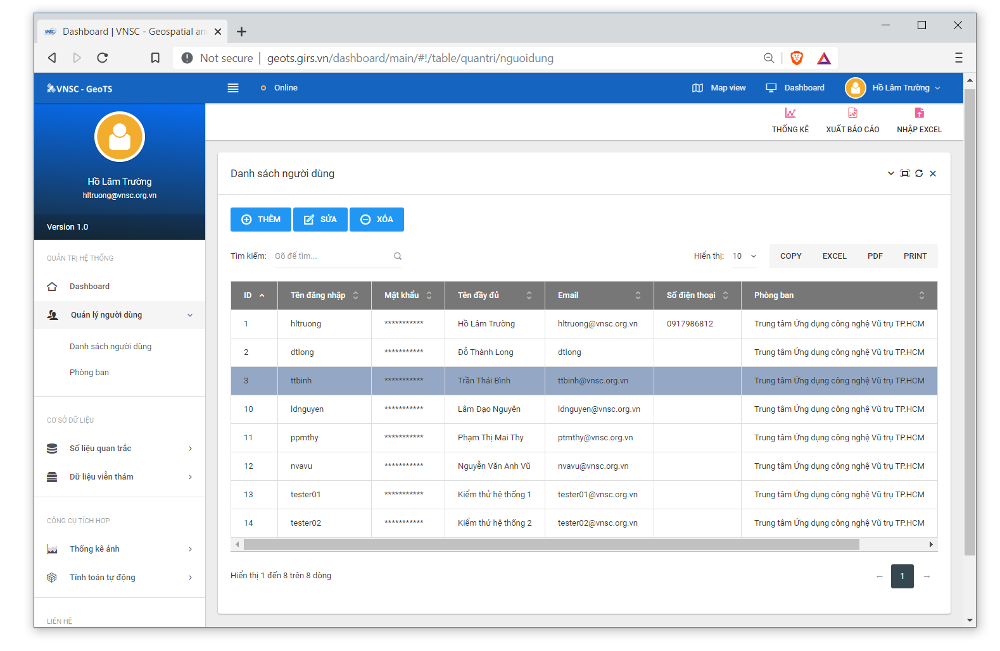 VNSC Dashboard | VNSC - Geospatial an
Not secure | geots.girs.vn/dashboard/main/#!/table/quantri/nguoidung
VNSC - GeoTS
Online
Map view
Dashboard
Hồ Lâm Trường
THỐNG KÊ
XUẤT BÁO CÁO
NHẬP EXCEL
Hồ Lâm Trường
hltruong@vnsc.org.vn
Version 1.0
QUẢN TRỊ HỆ THỐNG
Dashboard
Quản lý người dùng
Danh sách người dùng
Phòng ban
CƠ SỞ DỮ LIỆU
Số liệu quan trắc
Dữ liệu viễn thám
CÔNG CỤ TÍCH HỢP
Thống kê ảnh
Tính toán tự động
LIÊN HỆ
Danh sách người dùng
THÊM SỬA XÓA
Tìm kiếm: Gõ để tìm...
Hiển thị: 10
COPY EXCEL PDF PRINT
ID Tên đăng nhập Mật khẩu Tên đầy đủ Email Số điện thoại Phòng ban
1 hltruong *********** Hồ Lâm Trường hltruong@vnsc.org.vn 0917986812 Trung tâm Ứng dụng công nghệ Vũ trụ TP.HCM
2 dtlong *********** Đỗ Thành Long dtlong Trung tâm Ứng dụng công nghệ Vũ trụ TP.HCM
3 ttbinh *********** Trần Thái Bình ttbinh@vnsc.org.vn Trung tâm Ứng dụng công nghệ Vũ trụ TP.HCM
10 ldnguyen *********** Lâm Đạo Nguyên ldnguyen@vnsc.org.vn Trung tâm Ứng dụng công nghệ Vũ trụ TP.HCM
11 ppmthy *********** Phạm Thị Mai Thy ptmthy@vnsc.org.vn Trung tâm Ứng dụng công nghệ Vũ trụ TP.HCM
12 nvavu *********** Nguyễn Văn Anh Vũ nvavu@vnsc.org.vn Trung tâm Ứng dụng công nghệ Vũ trụ TP.HCM
13 tester01 *********** Kiểm thử hệ thống 1 tester01@vnsc.org.vn Trung tâm Ứng dụng công nghệ Vũ trụ TP.HCM
14 tester02 *********** Kiểm thử hệ thống 2 tester02@vnsc.org.vn Trung tâm Ứng dụng công nghệ Vũ trụ TP.HCM
Hiển thị 1 đến 8 trên 8 dòng
← 1 →